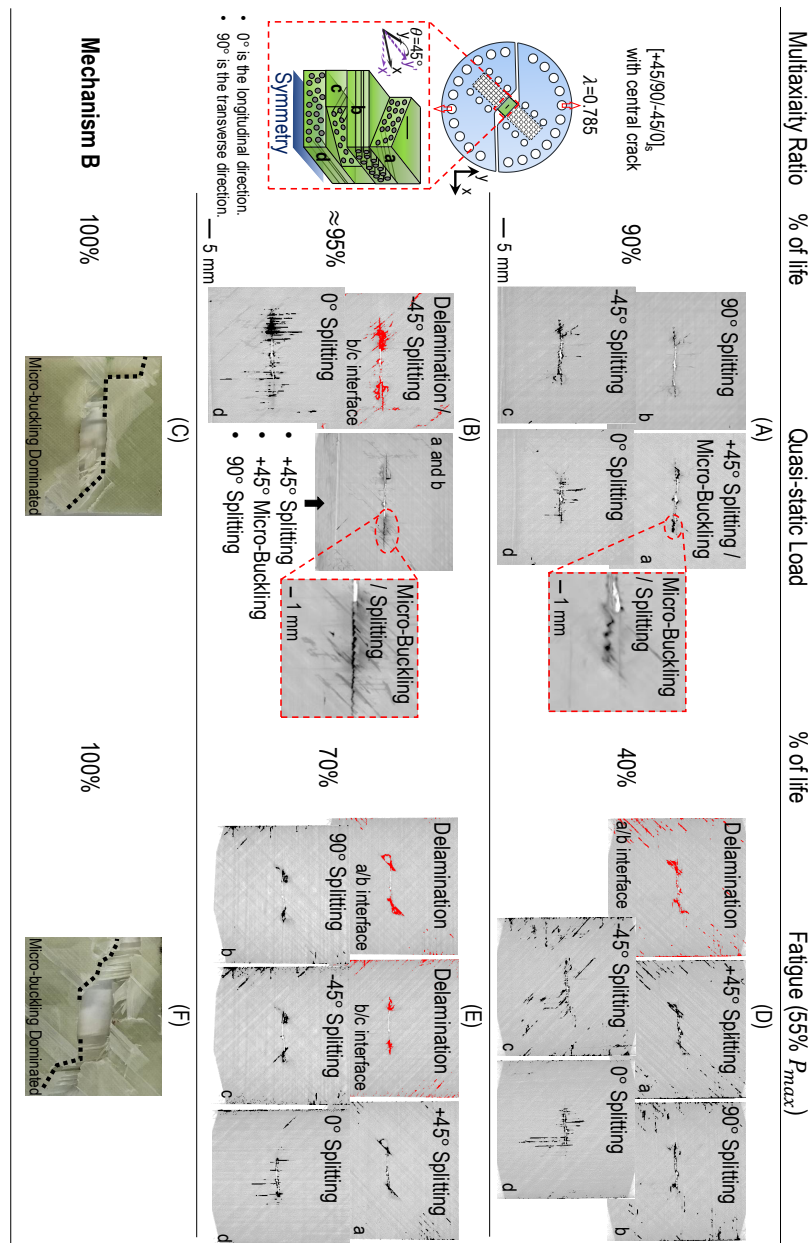 Multiaxiaity Ratio
% of life
Quasi-static Load
% of life
Fatigue (55% P_max)
[+45/90/-45/0]s
with central crack
λ=0.785
y
x
θ=45°
y
y'
x
x'
a
b
c
d
Symmetry
• 0° is the longitudinal direction.
• 90° is the transverse direction.
90%
5 mm
(A)
90° Splitting
b
+45° Splitting /
Micro-Buckling
a
-45° Splitting
c
0° Splitting
d
Micro-Buckling
/ Splitting
1 mm
40%
(D)
Delamination
a/b interface
+45° Splitting
a
90° Splitting
b
-45° Splitting
c
0° Splitting
d
≈95%
5 mm
(B)
Delamination /
-45° Splitting
b/c interface
a and b
0° Splitting
d
• +45° Splitting
• +45° Micro-Buckling
• 90° Splitting
Micro-Buckling
/ Splitting
1 mm
70%
(E)
Delamination
a/b interface
Delamination
b/c interface
+45° Splitting
a
90° Splitting
b
-45° Splitting
c
0° Splitting
d
Mechanism B
100%
(C)
Micro-buckling Dominated
100%
(F)
Micro-buckling Dominated